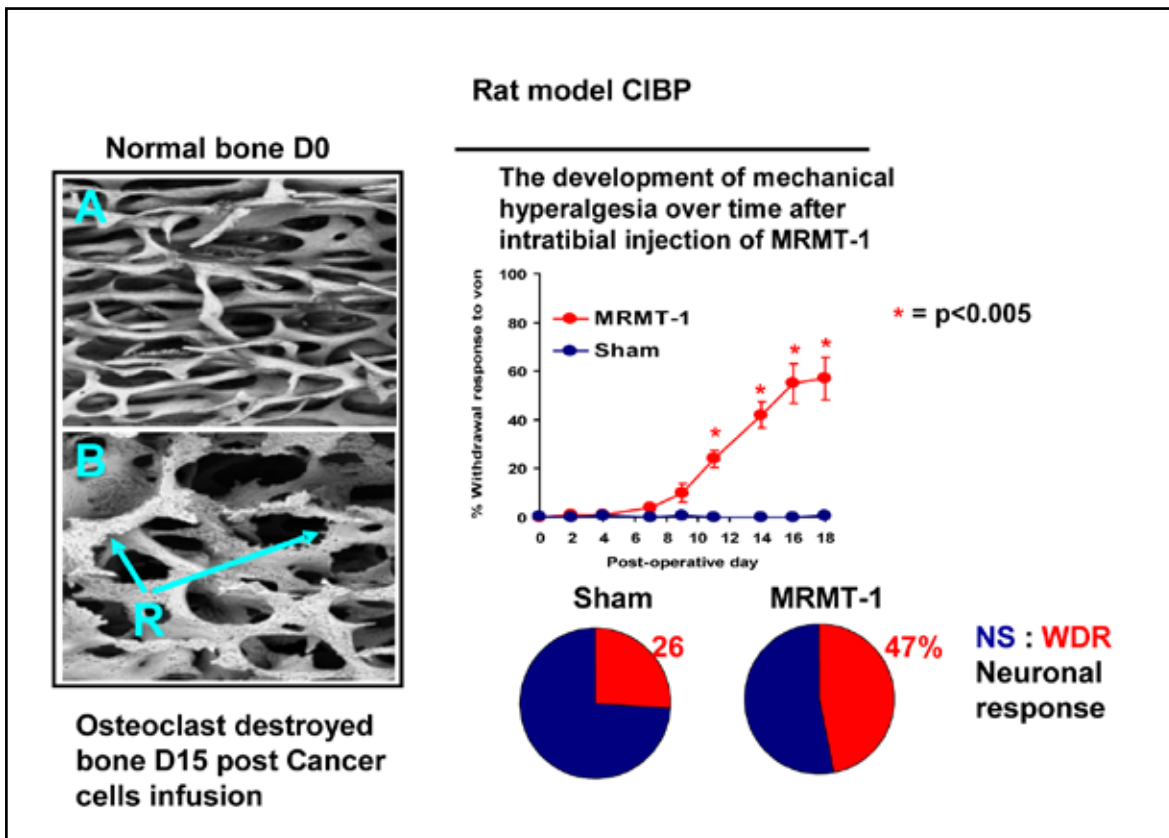 Rat model CIBP
Normal bone D0
A
B
R
Osteoclast destroyed
bone D15 post Cancer
cells infusion
The development of mechanical
hyperalgesia over time after
intratibial injection of MRMT-1
% Withdrawal response to von
100
80
60
40
20
0
MRMT-1
Sham
* * * *
* = p<0.005
0 2 4 6 8 10 12 14 16 18
Post-operative day
Sham
26
MRMT-1
47%
NS : WDR
Neuronal
response